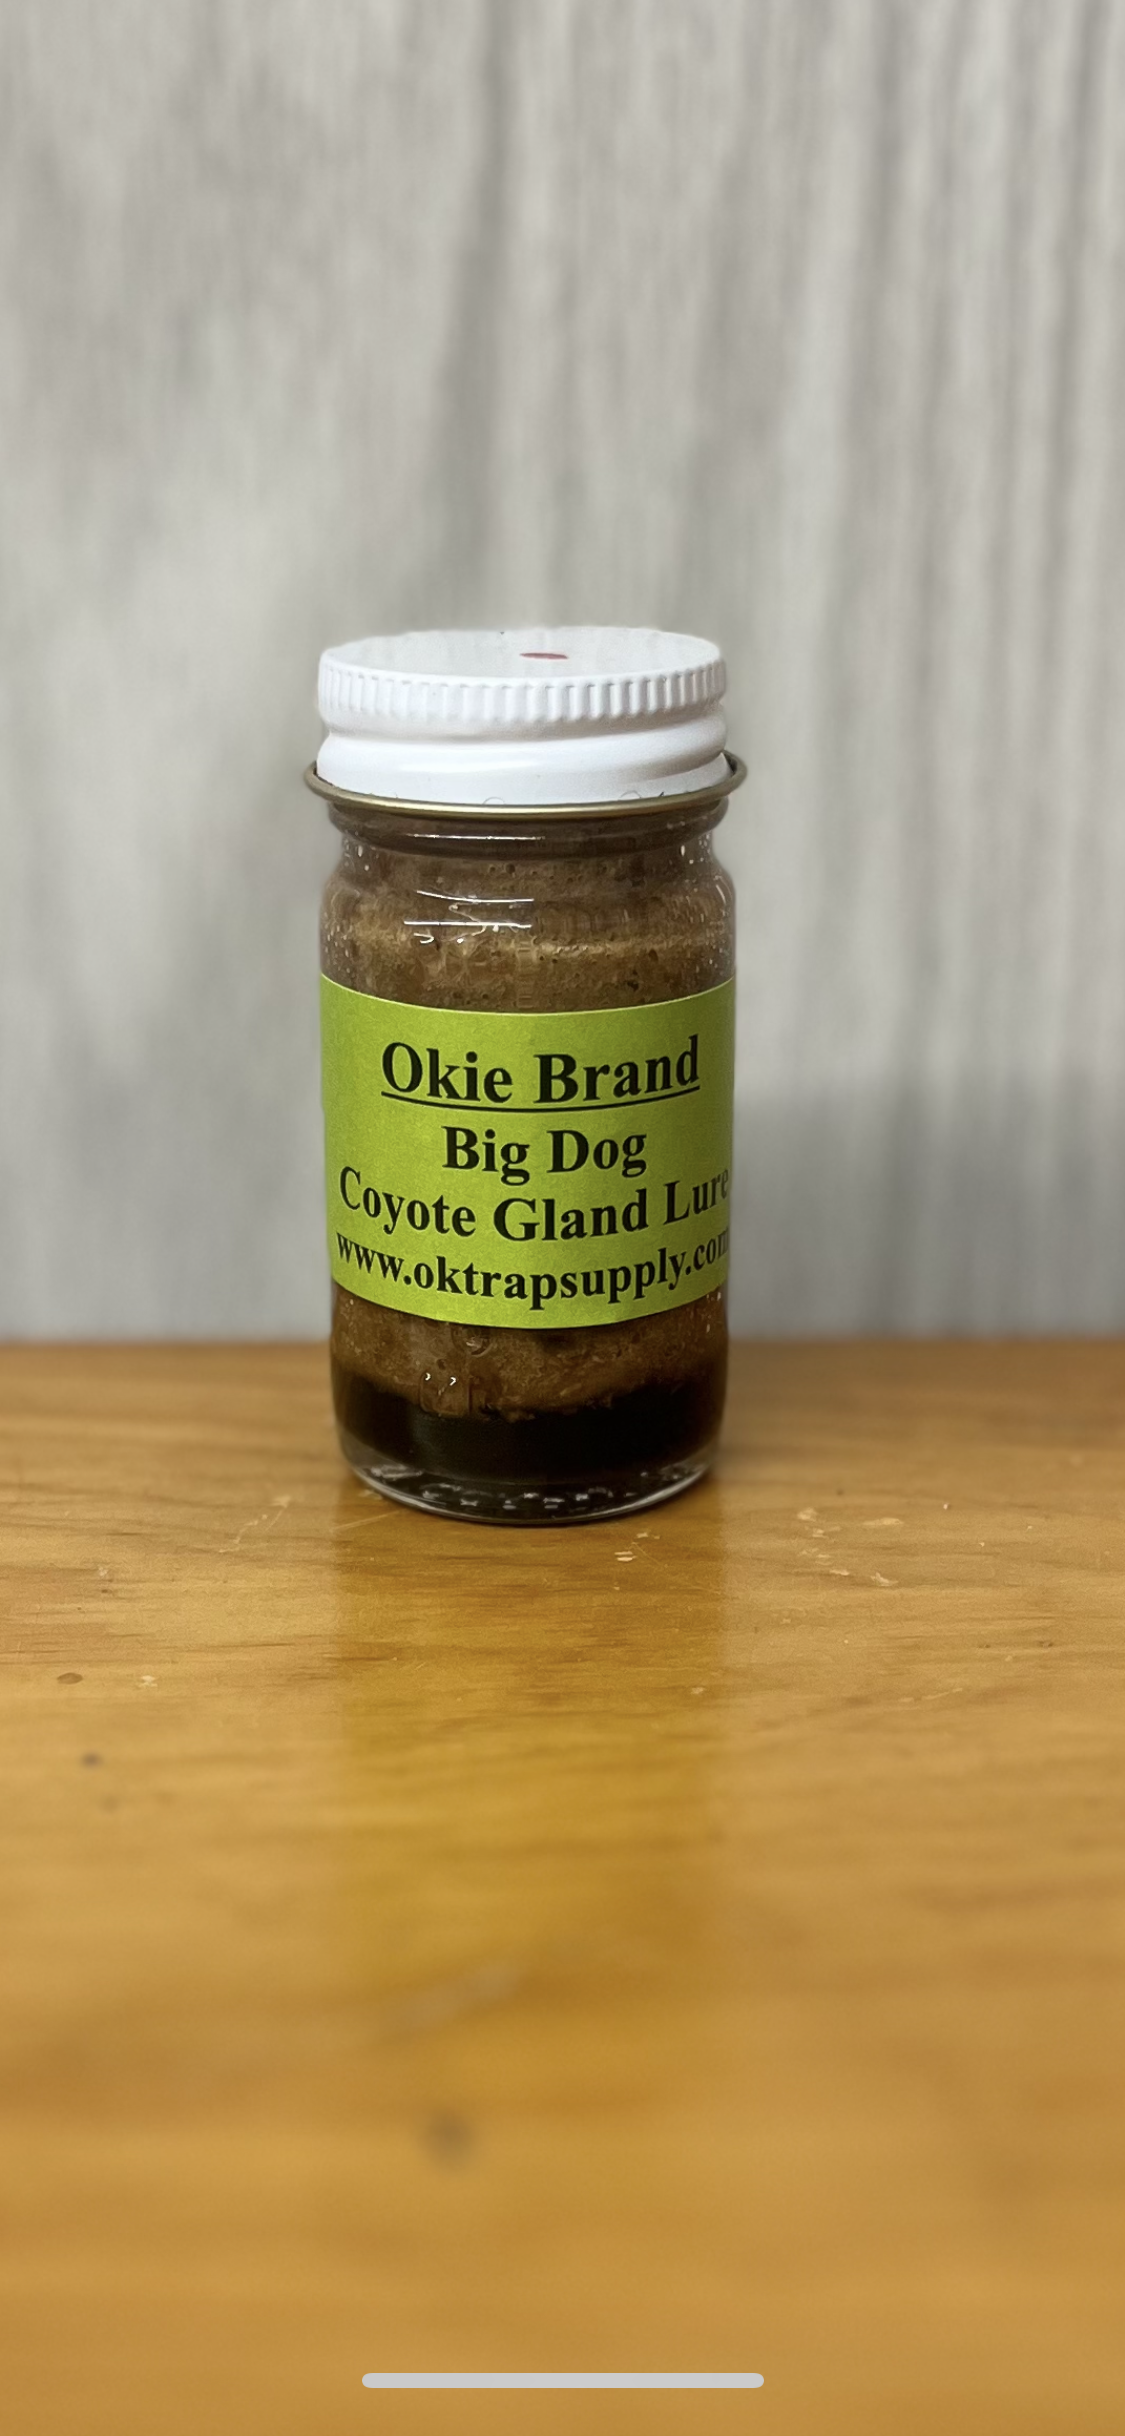 Okie Brand
Big Dog
Coyote Gland Lure
www.oktrapsupply.com